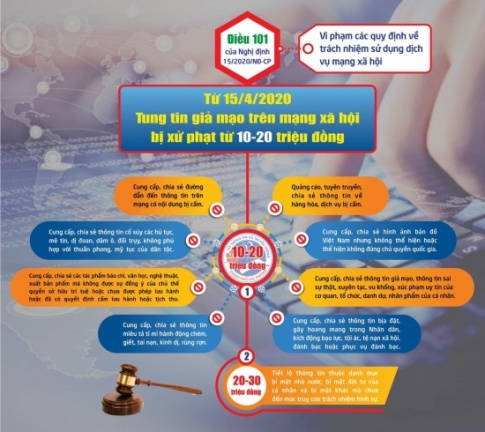 Điều 101
của Nghị định
15/2020/NĐ-CP
Vi phạm các quy định về
trách nhiệm sử dụng dịch
vụ mạng xã hội
Từ 15/4/2020
Tung tin giả mạo trên mạng xã hội
bị xử phạt từ 10-20 triệu đồng
Cung cấp, chia sẻ đường
dẫn đến thông tin trên
mạng có nội dung bị cấm.
Quảng cáo, tuyên truyền,
chia sẻ thông tin về
hàng hóa, dịch vụ bị cấm.
Cung cấp, chia sẻ thông tin cổ súy các hủ tục,
mê tín, dị đoan, dâm ô, đồi trụy, không phù
hợp với thuần phong, mỹ tục của dân tộc.
Cung cấp, chia sẻ hình ảnh bản đồ
Việt Nam nhưng không thể hiện hoặc
thể hiện không đúng chủ quyền quốc gia.
10-20
triệu đồng
1
Cung cấp, chia sẻ các tác phẩm báo chí, văn học, nghệ thuật,
xuất bản phẩm mà không được sự đồng ý của chủ thể
quyền sở hữu trí tuệ hoặc chưa được phép lưu hành
hoặc đã có quyết định cấm lưu hành hoặc tịch thu.
Cung cấp, chia sẻ thông tin giả mạo, thông tin sai
sự thật, xuyên tạc, vu khống, xúc phạm uy tín của
cơ quan, tổ chức, danh dự, nhân phẩm của cá nhân.
Cung cấp, chia sẻ thông tin
miêu tả tỉ mỉ hành động chém,
giết, tai nạn, kinh dị, rùng rợn.
Cung cấp, chia sẻ thông tin bịa đặt,
gây hoang mang trong Nhân dân,
kích động bạo lực, tội ác, tệ nạn xã hội,
đánh bạc hoặc phục vụ đánh bạc.
2
20-30
triệu đồng
Tiết lộ thông tin thuộc danh mục
bí mật nhà nước, bí mật đời tư của
cá nhân và bí mật khác mà chưa
đến mức truy cứu trách nhiệm hình sự.